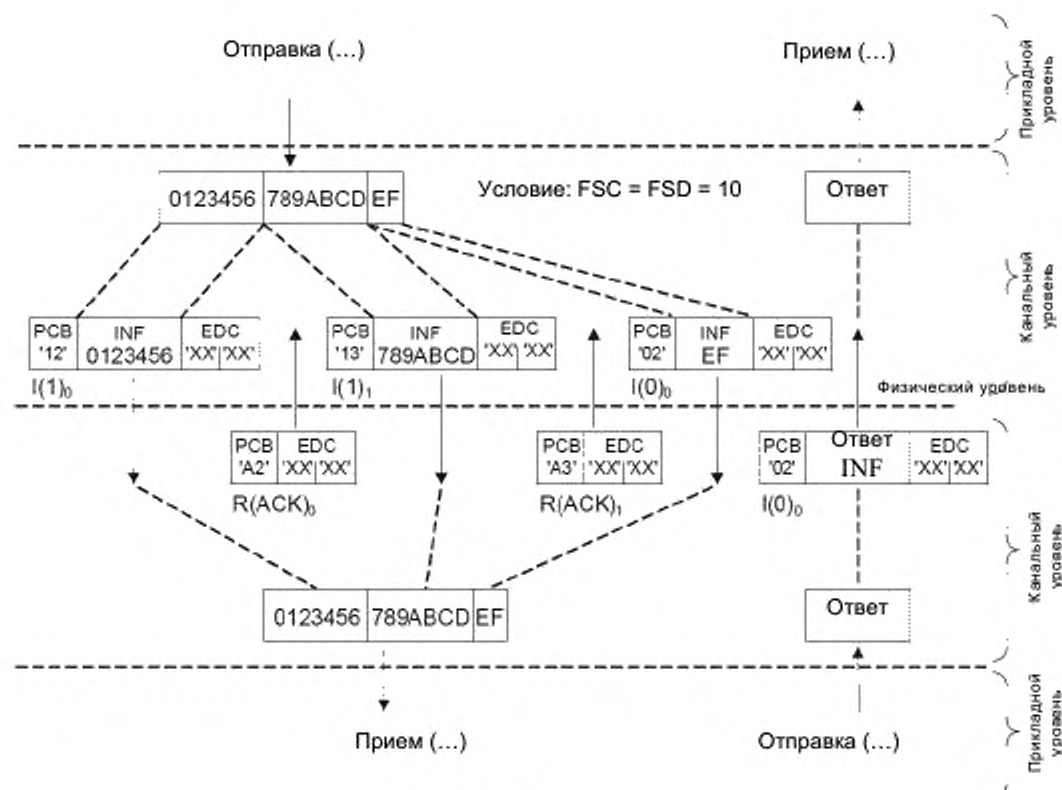 Отправка (...)
Прием (...)
Прикладной
уровень
0123456 789ABCD EF
Условие: FSC = FSD = 10
Ответ
Канальный
уровень
PCB INF EDC
'12' 0123456 'XX' 'XX'
I(1)₀
PCB INF EDC
'13' 789ABCD 'XX' 'XX'
I(1)₁
PCB INF EDC
'02' EF 'XX' 'XX'
I(0)₀
Физический уровень
PCB EDC
'A2' 'XX' 'XX'
R(ACK)₀
PCB EDC
'A3' 'XX' 'XX'
R(ACK)₁
PCB Ответ EDC
'02' INF 'XX' 'XX'
I(0)₀
Канальный
уровень
0123456 789ABCD EF
Ответ
Прием (...)
Отправка (...)
Прикладной
уровень